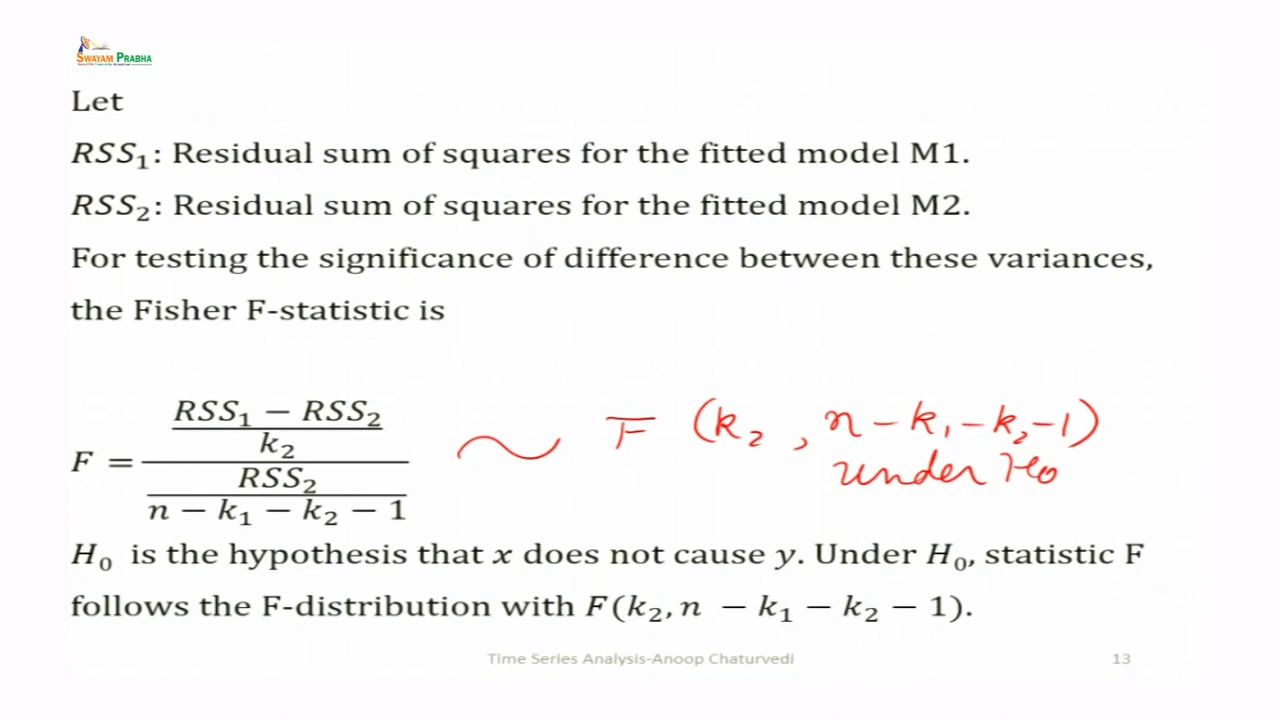 SWAYAM PRABHA
Let
RSS₁: Residual sum of squares for the fitted model M1.
RSS₂: Residual sum of squares for the fitted model M2.
For testing the significance of difference between these variances,
the Fisher F-statistic is
F = ((RSS₁ − RSS₂)/k₂) / (RSS₂/(n − k₁ − k₂ − 1)) ~ F (k₂, n−k₁−k₂−1)
under H₀
H₀ is the hypothesis that x does not cause y. Under H₀, statistic F
follows the F-distribution with F(k₂, n − k₁ − k₂ − 1).
Time Series Analysis-Anoop Chaturvedi
13